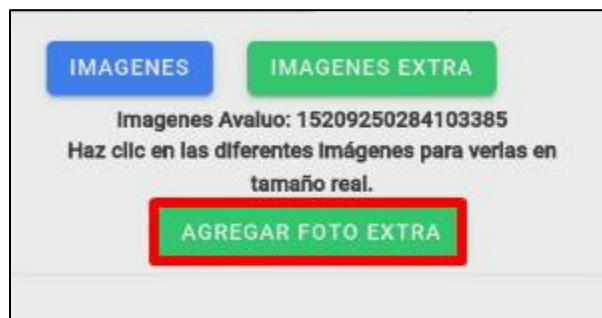 IMAGENES
IMAGENES EXTRA
Imagenes Avaluo: 15209250284103385
Haz clic en las diferentes imágenes para verlas en
tamaño real.
AGREGAR FOTO EXTRA